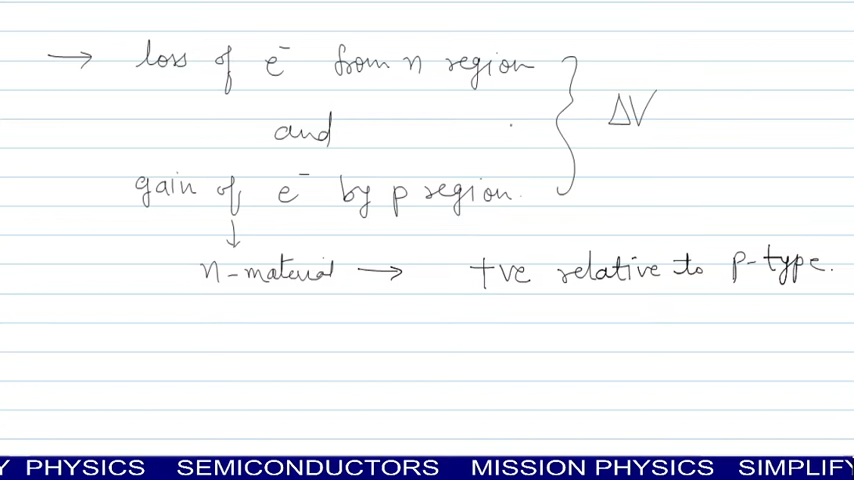 → loss of e⁻ from n region
and
gain of e⁻ by p region.
ΔV
↓
n-material → +ve relative to p-type.
Y PHYSICS SEMICONDUCTORS MISSION PHYSICS SIMPLIFY